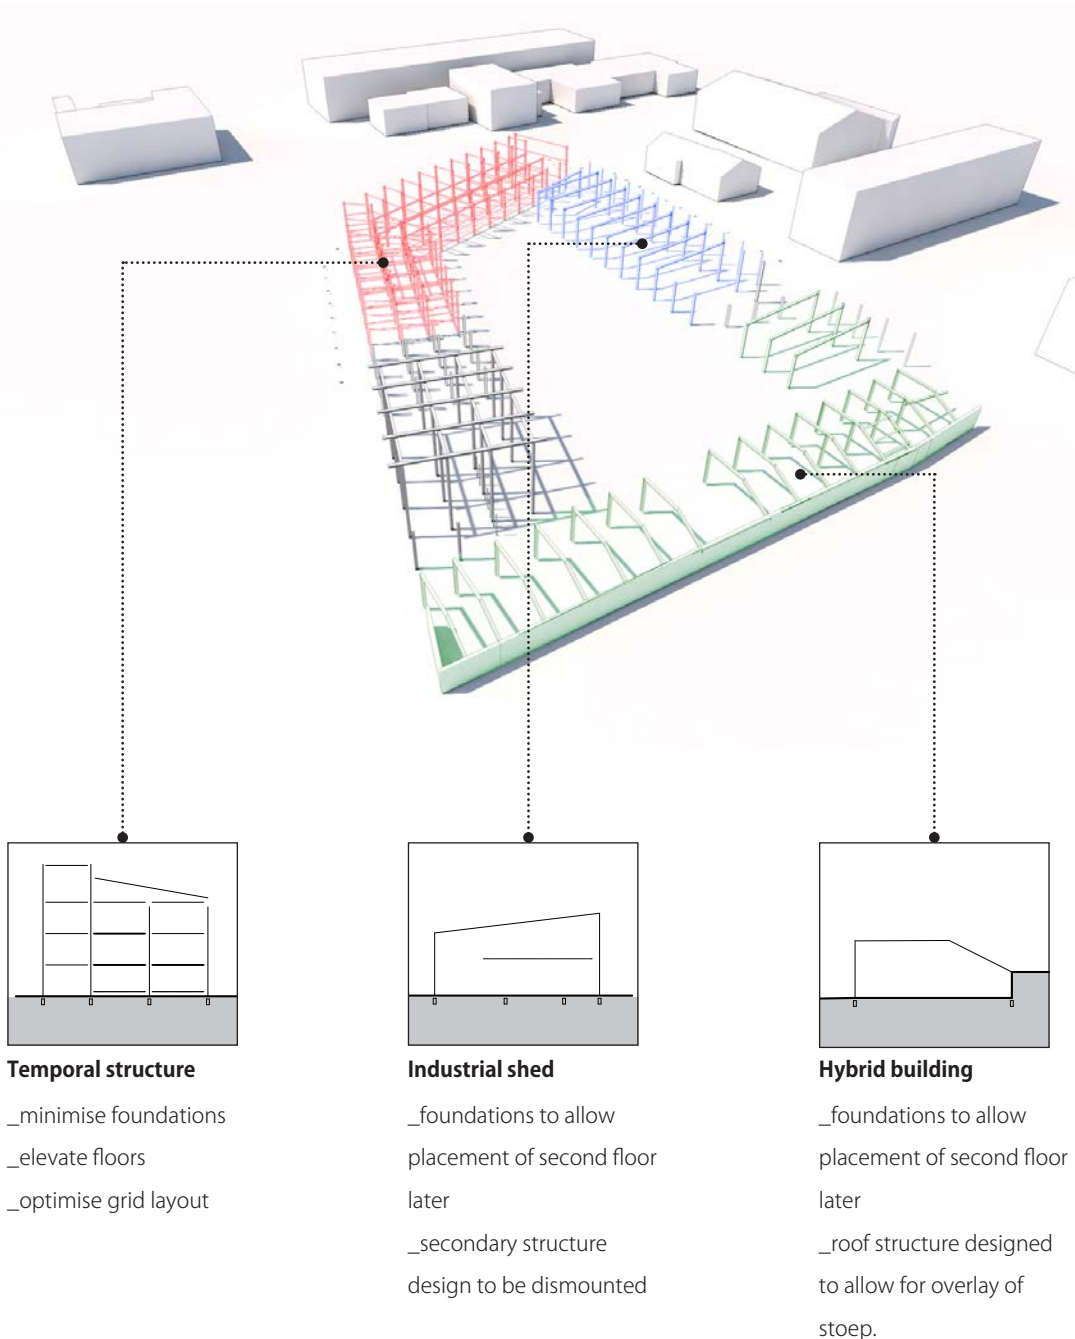 Temporal structure
_minimise foundations
_elevate floors
_optimise grid layout
Industrial shed
_foundations to allow
placement of second floor
later
_secondary structure
design to be dismounted
Hybrid building
_foundations to allow
placement of second floor
later
_roof structure designed
to allow for overlay of
stoep.